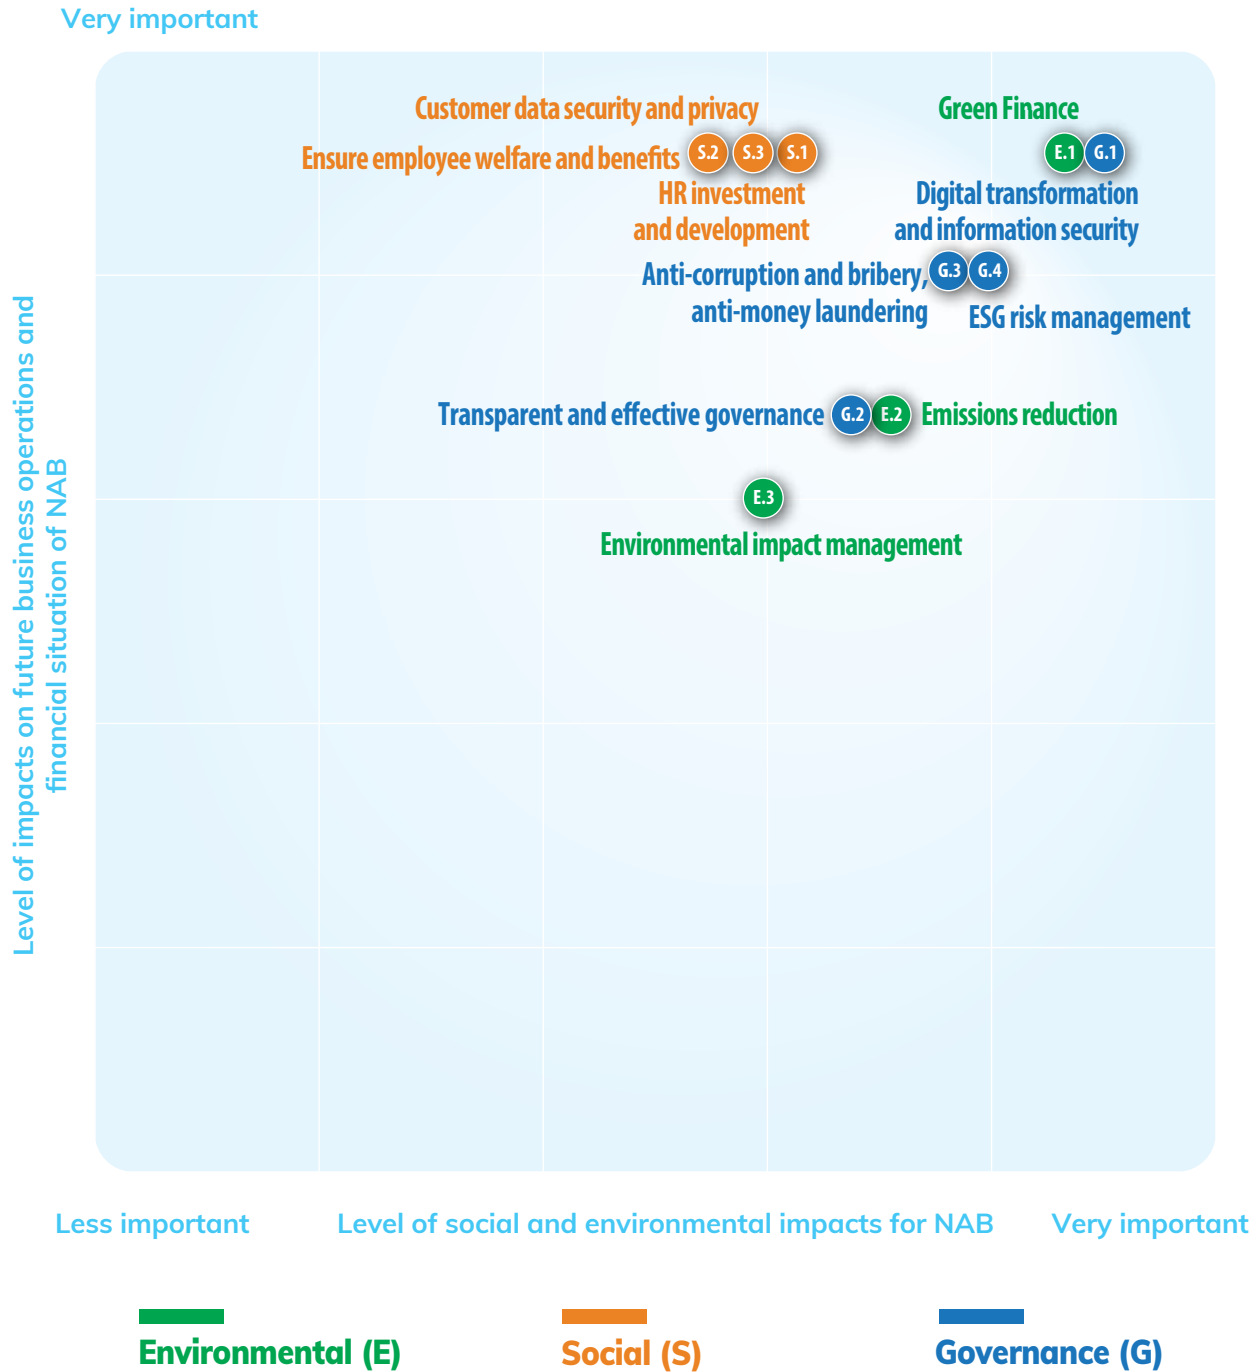 Very important
Customer data security and privacy
Green Finance
Ensure employee welfare and benefits
S.2
S.3
S.1
E.1
G.1
HR investment
and development
Digital transformation
and information security
Anti-corruption and bribery,
anti-money laundering
G.3
G.4
ESG risk management
Transparent and effective governance
G.2
E.2
Emissions reduction
E.3
Environmental impact management
Level of impacts on future business operations and
financial situation of NAB
Less important
Level of social and environmental impacts for NAB
Very important
Environmental (E)
Social (S)
Governance (G)